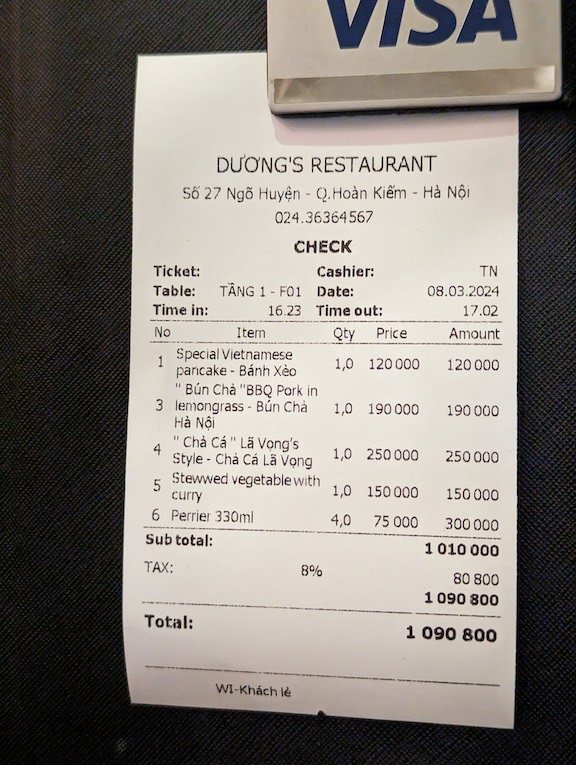 VISA
DƯƠNG'S RESTAURANT
Số 27 Ngõ Huyện - Q.Hoàn Kiếm - Hà Nội
024.36364567
CHECK
Ticket: Cashier: TN
Table: TẦNG 1 - F01 Date: 08.03.2024
Time in: 16.23 Time out: 17.02
No Item Qty Price Amount
Special Vietnamese
1 pancake - Bánh Xèo 1,0 120 000 120 000
" Bún Chả "BBQ Pork in
3 lemongrass - Bún Chả 1,0 190 000 190 000
Hà Nội
" Chả Cá " Lã Vọng's
4 Style - Chả Cá Lã Vọng 1,0 250 000 250 000
Stewwed vegetable with
5 curry 1,0 150 000 150 000
6 Perrier 330ml 4,0 75 000 300 000
Sub total: 1 010 000
TAX: 8% 80 800
1 090 800
Total: 1 090 800
WI-Khách lẻ